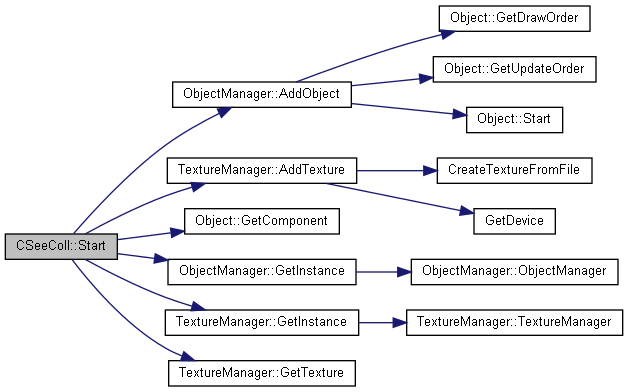 Object::GetDrawOrder
Object::GetUpdateOrder
ObjectManager::AddObject
Object::Start
TextureManager::AddTexture
CreateTextureFromFile
Object::GetComponent
GetDevice
CSeeColl::Start
ObjectManager::GetInstance
ObjectManager::ObjectManager
TextureManager::GetInstance
TextureManager::TextureManager
TextureManager::GetTexture